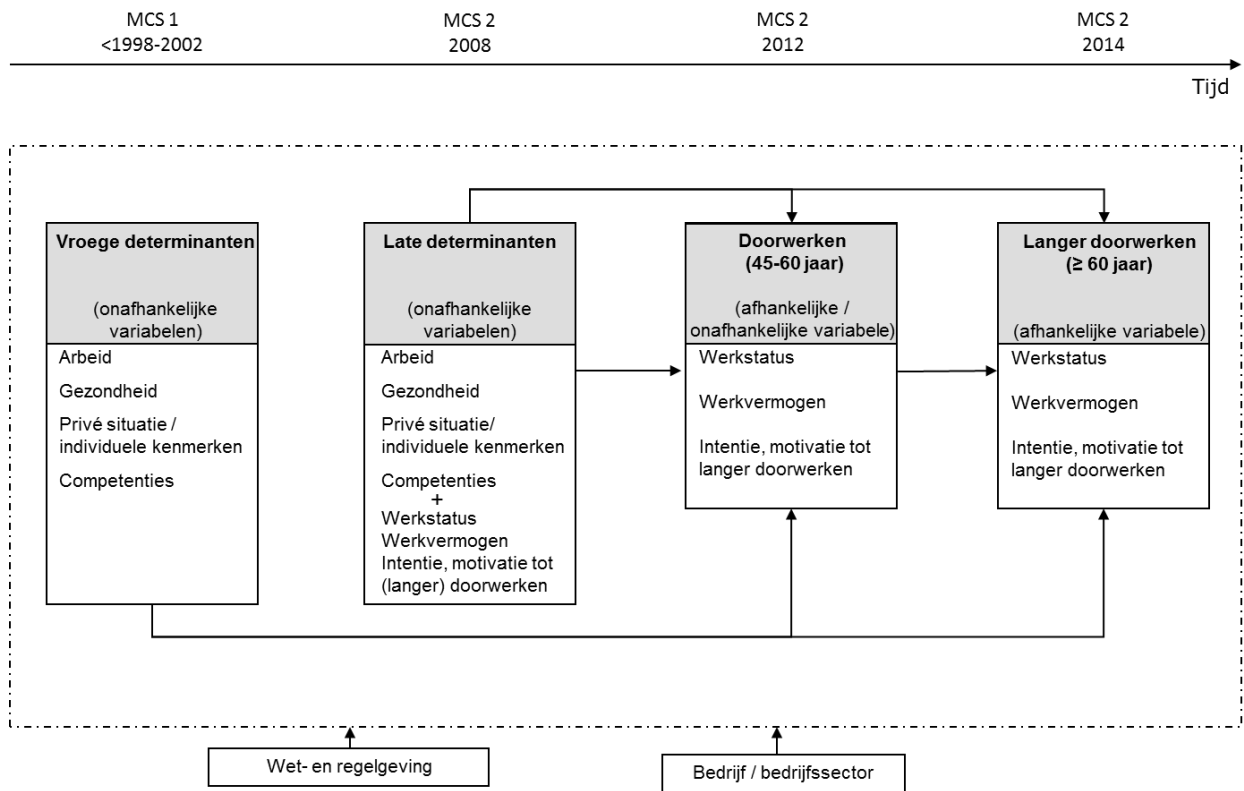 MCS 1
<1998-2002
MCS 2
2008
MCS 2
2012
MCS 2
2014
Tijd
Vroege determinanten
(onafhankelijke
variabelen)
Arbeid
Gezondheid
Privé situatie /
individuele kenmerken
Competenties
Late determinanten
(onafhankelijke
variabelen)
Arbeid
Gezondheid
Privé situatie/
individuele kenmerken
Competenties
+
Werkstatus
Werkvermogen
Intentie, motivatie tot
(langer) doorwerken
Doorwerken
(45-60 jaar)
(afhankelijke /
onafhankelijke variabele)
Werkstatus
Werkvermogen
Intentie, motivatie tot
langer doorwerken
Langer doorwerken
(≥ 60 jaar)
(afhankelijke variabele)
Werkstatus
Werkvermogen
Intentie, motivatie tot
langer doorwerken
Wet- en regelgeving
Bedrijf / bedrijfssector